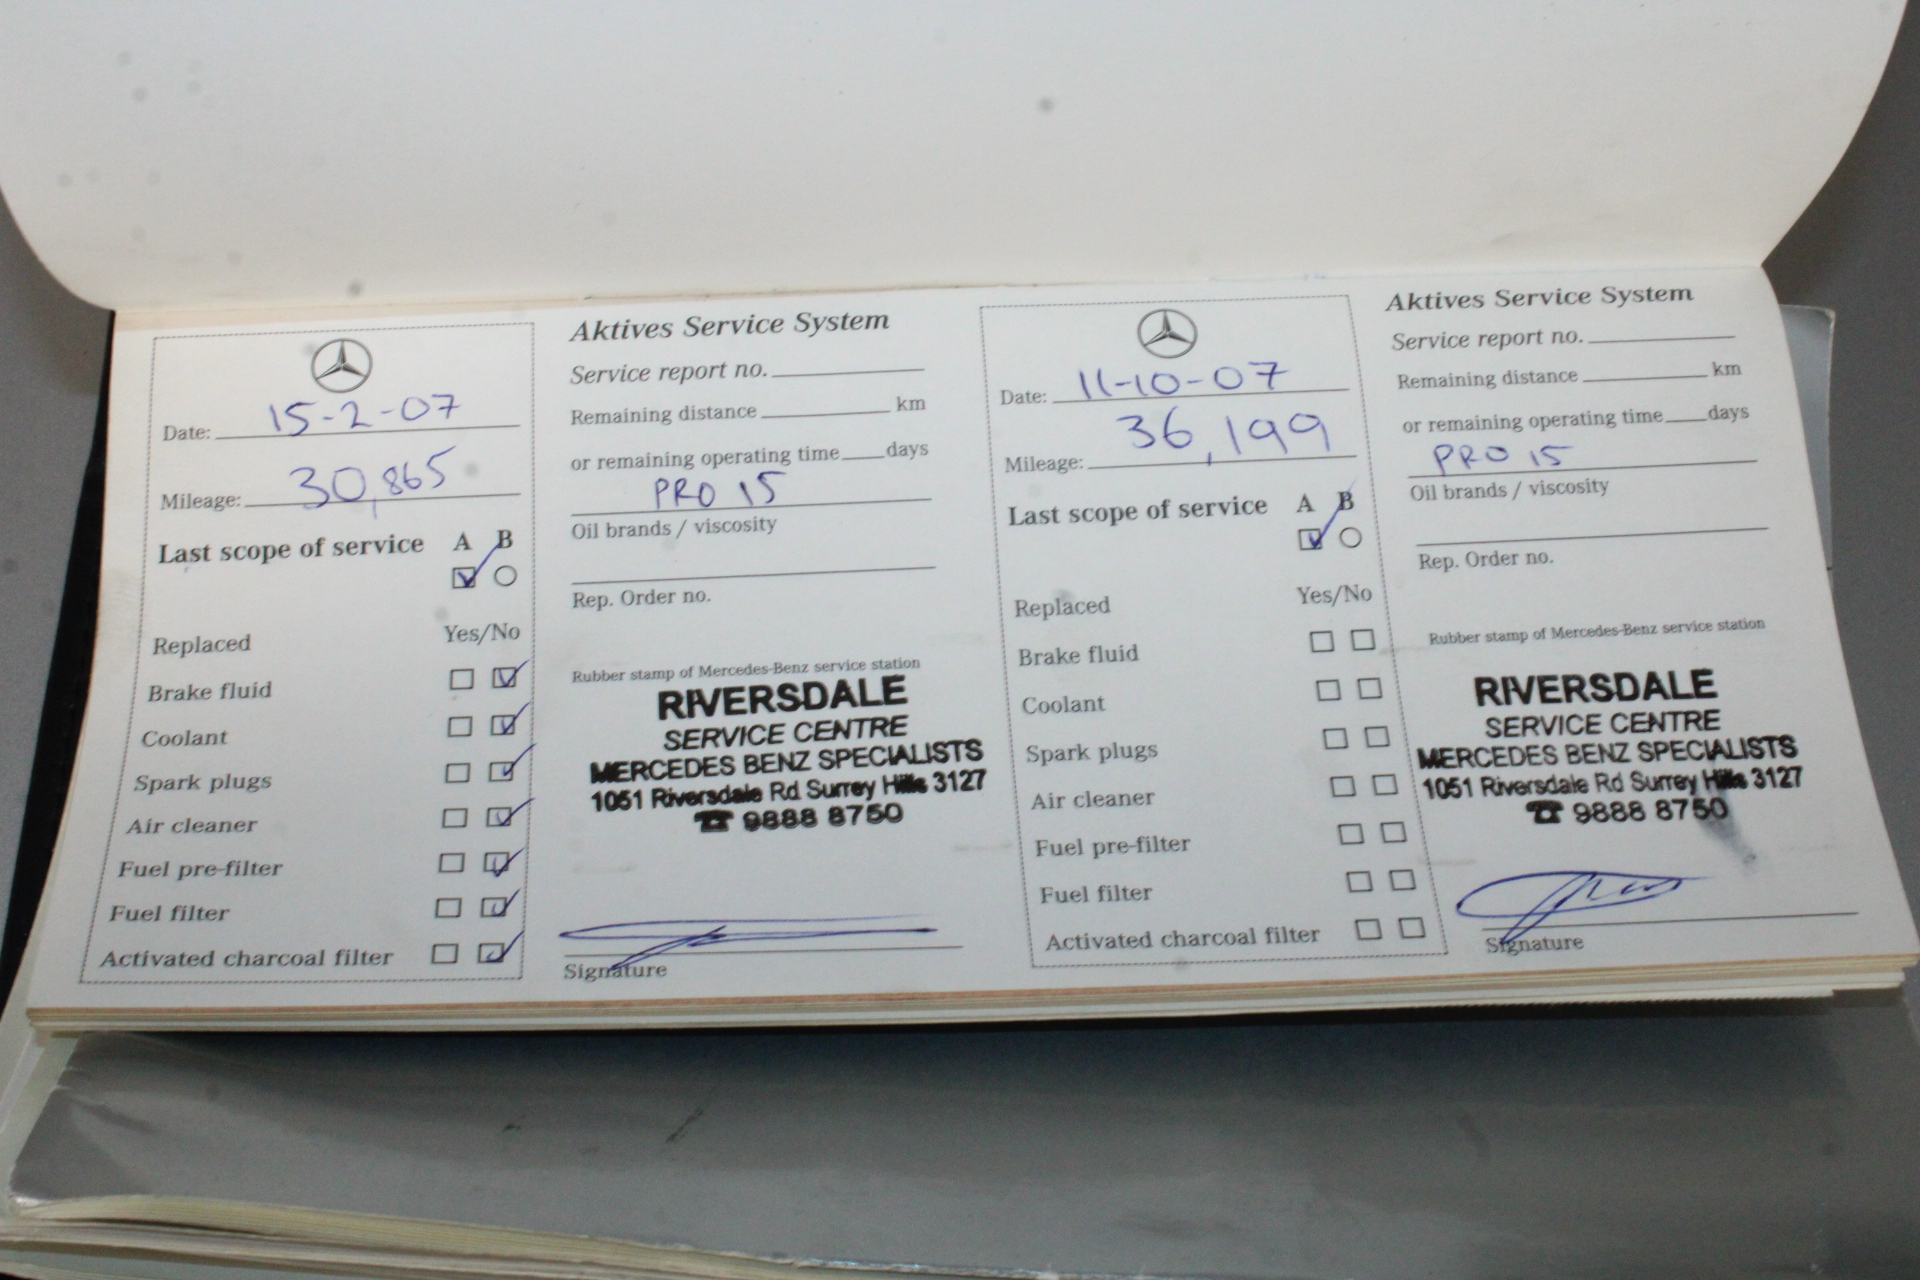 Date: 15-2-07
Mileage: 30,865
Last scope of service A B
Replaced Yes/No
Brake fluid
Coolant
Spark plugs
Air cleaner
Fuel pre-filter
Fuel filter
Activated charcoal filter
Aktives Service System
Service report no.
Remaining distance km
or remaining operating time days
PRO 15
Oil brands / viscosity
Rep. Order no.
Rubber stamp of Mercedes-Benz service station
RIVERSDALE
SERVICE CENTRE
MERCEDES BENZ SPECIALISTS
1051 Riversdale Rd Surrey Hills 3127
☎ 9888 8750
Signature
Date: 11-10-07
Mileage: 36,199
Last scope of service A B
Replaced Yes/No
Brake fluid
Coolant
Spark plugs
Air cleaner
Fuel pre-filter
Fuel filter
Activated charcoal filter
Aktives Service System
Service report no.
Remaining distance km
or remaining operating time days
PRO 15
Oil brands / viscosity
Rep. Order no.
Rubber stamp of Mercedes-Benz service station
RIVERSDALE
SERVICE CENTRE
MERCEDES BENZ SPECIALISTS
1051 Riversdale Rd Surrey Hills 3127
☎ 9888 8750
Signature